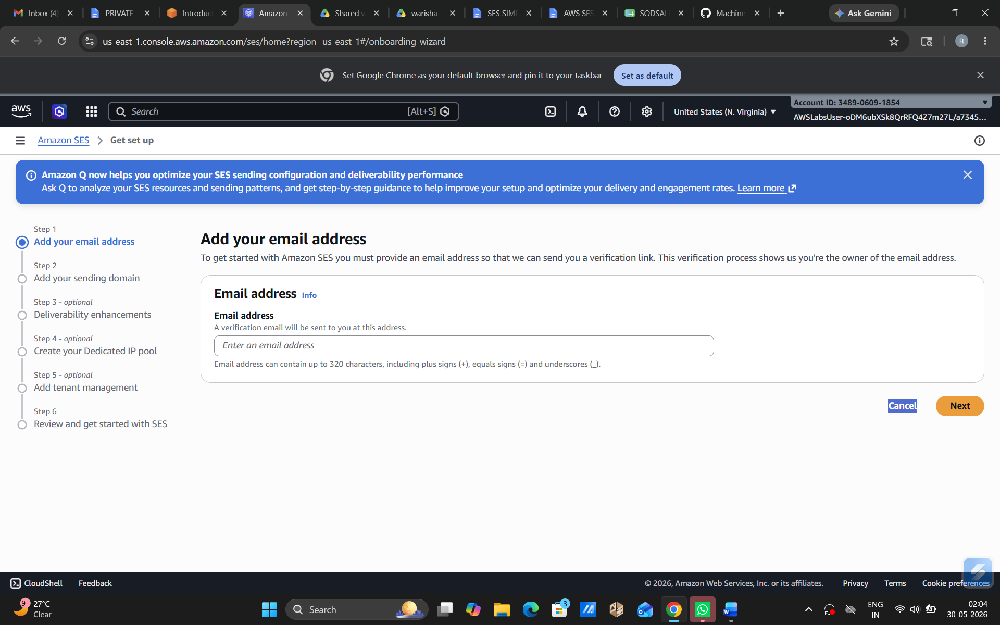 Inbox (4)
PRIVATE
Introduc
Amazon
Shared w
warisha
SES SIM
AWS SES
SODSAI
Machine
Ask Gemini
us-east-1.console.aws.amazon.com/ses/home?region=us-east-1#/onboarding-wizard
R
Set Google Chrome as your default browser and pin it to your taskbar
Set as default
aws
Search
[Alt+S]
United States (N. Virginia)
Account ID: 3489-0609-1854
AWSLabsUser-oDM6ubXSk8QrRFQ4Z7m27L/a7345...
Amazon SES
Get set up
Amazon Q now helps you optimize your SES sending configuration and deliverability performance
Ask Q to analyze your SES resources and sending patterns, and get step-by-step guidance to help improve your setup and optimize your delivery and engagement rates. Learn more
Step 1
Add your email address
Step 2
Add your sending domain
Step 3 - optional
Deliverability enhancements
Step 4 - optional
Create your Dedicated IP pool
Step 5 - optional
Add tenant management
Step 6
Review and get started with SES
Add your email address
To get started with Amazon SES you must provide an email address so that we can send you a verification link. This verification process shows us you're the owner of the email address.
Email address Info
Email address
A verification email will be sent to you at this address.
Enter an email address
Email address can contain up to 320 characters, including plus signs (+), equals signs (=) and underscores (_).
Cancel
Next
CloudShell
Feedback
© 2026, Amazon Web Services, Inc. or its affiliates.
Privacy
Terms
Cookie preferences
9+
27°C
Clear
Search
3
ENG
IN
02:04
30-05-2026